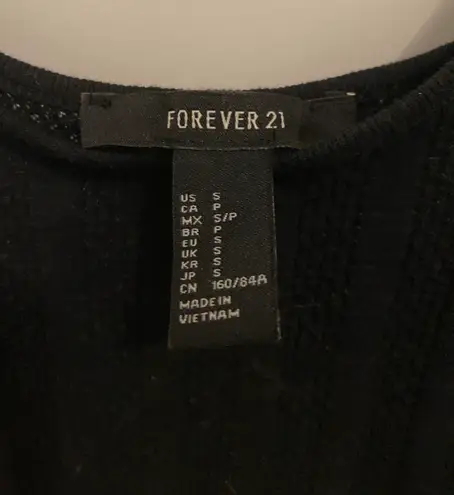 FOREVER 21
US S
CA P
MX S/P
BR P
EU S
UK S
KR S
JP S
CN 160/84A
MADE IN
VIETNAM